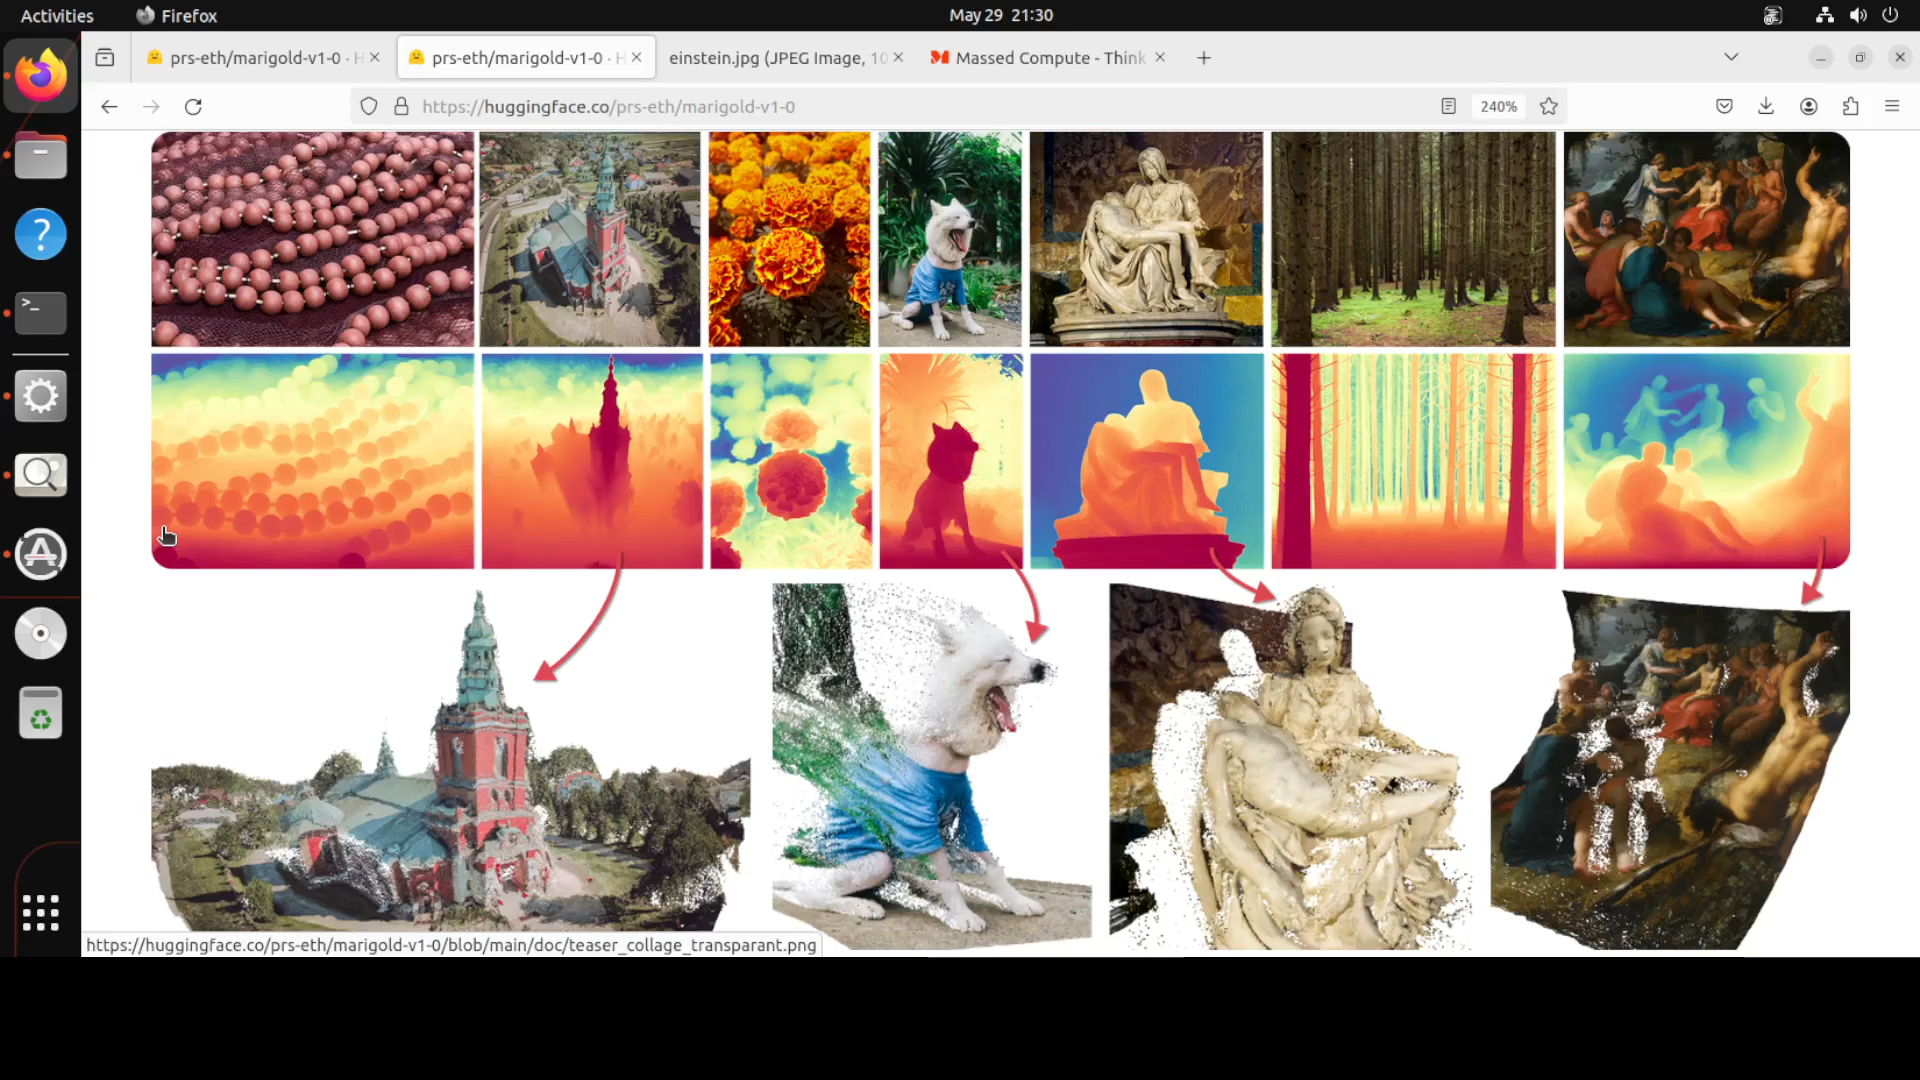 Activities
Firefox
May 29 21:30
prs-eth/marigold-v1-0 · H
prs-eth/marigold-v1-0 · H
einstein.jpg (JPEG Image, 10
Massed Compute - Think
https://huggingface.co/prs-eth/marigold-v1-0
240%
https://huggingface.co/prs-eth/marigold-v1-0/blob/main/doc/teaser_collage_transparant.png